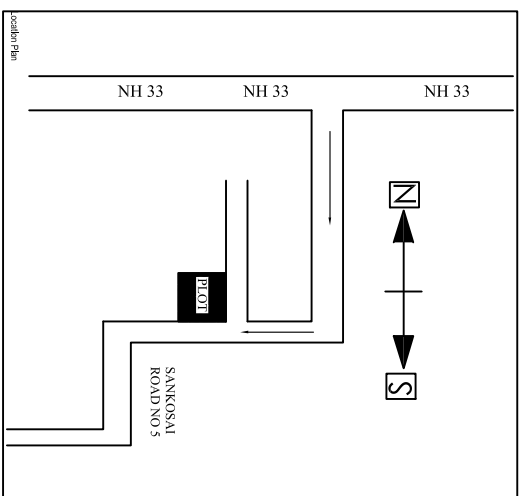 Location Plan
NH 33
NH 33
NH 33
N
PLOT
S
SANKOSAI
ROAD NO 5